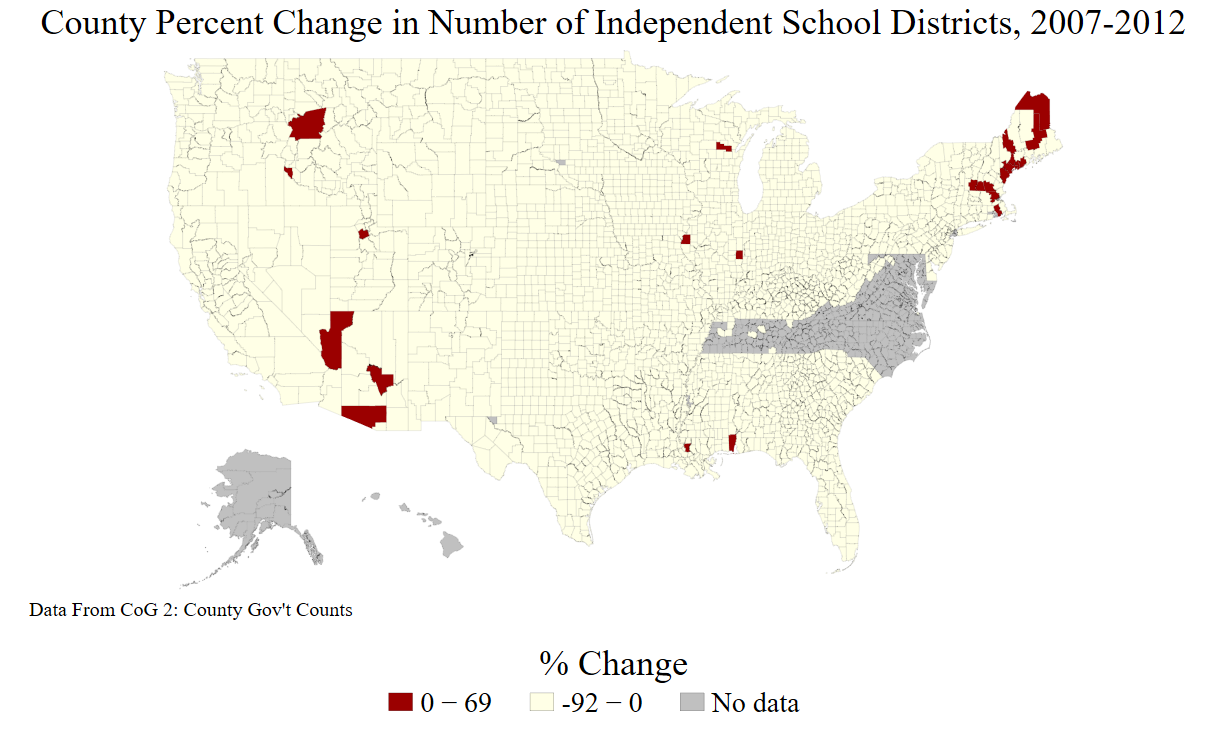 County Percent Change in Number of Independent School Districts, 2007-2012
Data From CoG 2: County Gov't Counts
% Change
0 − 69 -92 − 0 No data